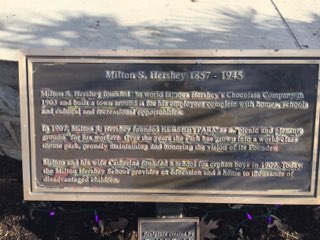 Milton S. Hershey 1857 - 1945
Milton S. Hershey founded the world famous Hershey's Chocolate Company in
1903 and built a town around it for his employees complete with homes, schools
and cultural and recreational opportunities.
In 1907, Milton S. Hershey founded HERSHEYPARK as a "picnic and pleasure
ground" for his workers. Over the years the Park has grown into a world-class
theme park, proudly maintaining and honoring the vision of its Founder.
Milton and his wife Catherine founded a school for orphan boys in 1909. Today,
the Milton Hershey School provides an education and a home to thousands of
disadvantaged children.
Sculpture created by